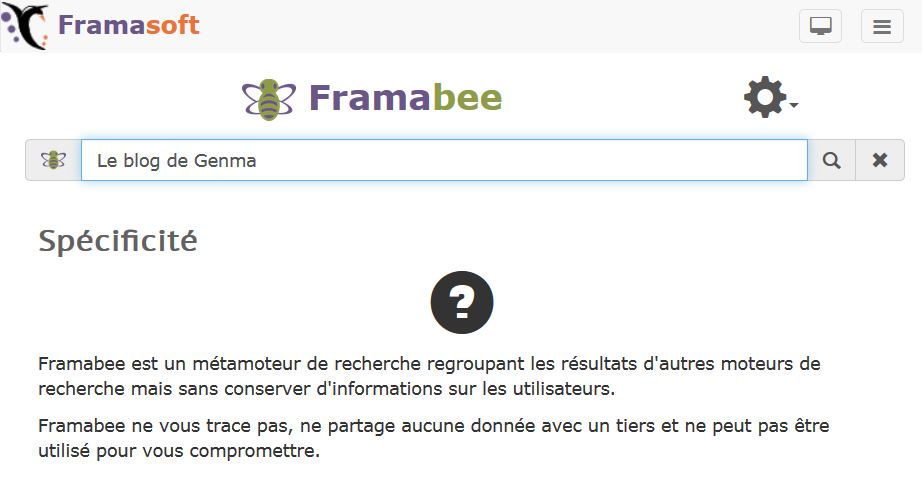 Framasoft
Framabee
Le blog de Genma
Spécificité
?
Framabee est un métamoteur de recherche regroupant les résultats d'autres moteurs de
recherche mais sans conserver d'informations sur les utilisateurs.
Framabee ne vous trace pas, ne partage aucune donnée avec un tiers et ne peut pas être
utilisé pour vous compromettre.